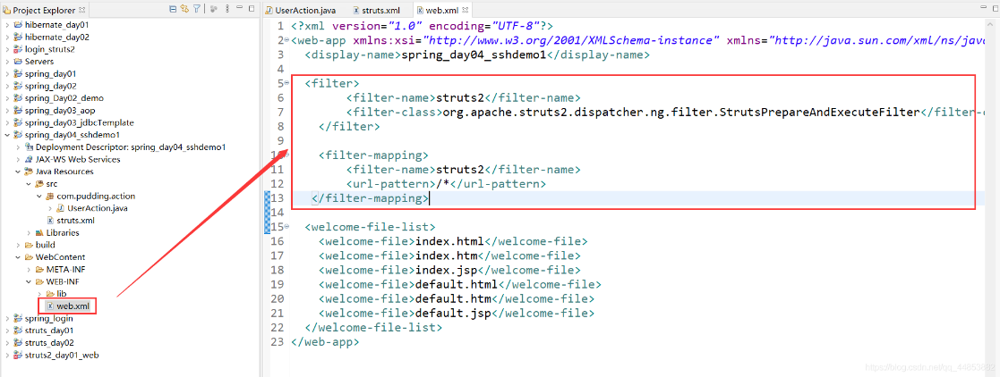 Project Explorer
hibernate_day01
hibernate_day02
login_struts2
Servers
spring_day01
spring_day02
spring_Day02_demo
spring_day03_aop
spring_day03_jdbcTemplate
spring_day04_sshdemo1
Deployment Descriptor: spring_day04_sshdemo1
JAX-WS Web Services
Java Resources
src
com.pudding.action
UserAction.java
struts.xml
Libraries
build
WebContent
META-INF
WEB-INF
lib
web.xml
spring_login
struts_day01
struts_day02
struts2_day01_web
UserAction.java struts.xml web.xml
1 <?xml version="1.0" encoding="UTF-8"?>
2 <web-app xmlns:xsi="http://www.w3.org/2001/XMLSchema-instance" xmlns="http://java.sun.com/xml/ns/java
3 <display-name>spring_day04_sshdemo1</display-name>
4
5 <filter>
6 <filter-name>struts2</filter-name>
7 <filter-class>org.apache.struts2.dispatcher.ng.filter.StrutsPrepareAndExecuteFilter</filter-c
8 </filter>
9
10 <filter-mapping>
11 <filter-name>struts2</filter-name>
12 <url-pattern>/*</url-pattern>
13 </filter-mapping>
14
15 <welcome-file-list>
16 <welcome-file>index.html</welcome-file>
17 <welcome-file>index.htm</welcome-file>
18 <welcome-file>index.jsp</welcome-file>
19 <welcome-file>default.html</welcome-file>
20 <welcome-file>default.htm</welcome-file>
21 <welcome-file>default.jsp</welcome-file>
22 </welcome-file-list>
23 </web-app>